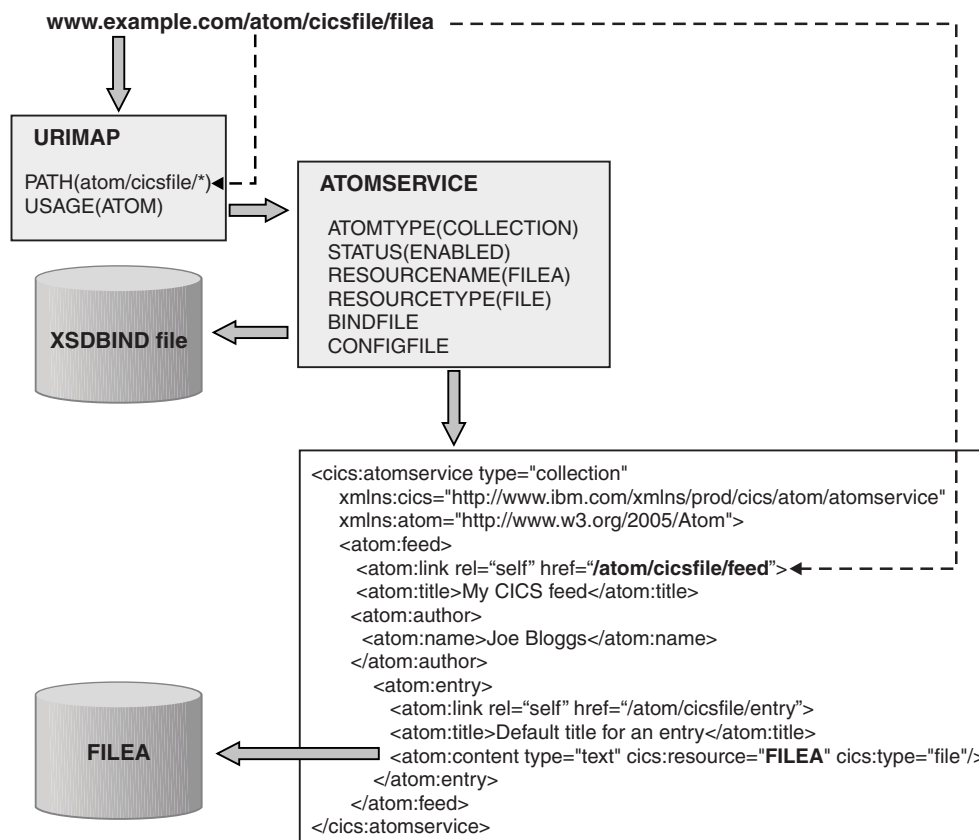 www.example.com/atom/cicsfile/filea
URIMAP
PATH(atom/cicsfile/*)
USAGE(ATOM)
ATOMSERVICE
ATOMTYPE(COLLECTION)
STATUS(ENABLED)
RESOURCENAME(FILEA)
RESOURCETYPE(FILE)
BINDFILE
CONFIGFILE
XSDBIND file
<cics:atomservice type="collection"
xmlns:cics="http://www.ibm.com/xmlns/prod/cics/atom/atomservice"
xmlns:atom="http://www.w3.org/2005/Atom">
<atom:feed>
<atom:link rel="self” href=“/atom/cicsfile/feed”>
<atom:title>My CICS feed</atom:title>
<atom:author>
<atom:name>Joe Bloggs</atom:name>
</atom:author>
<atom:entry>
<atom:link rel=“self” href=“/atom/cicsfile/entry”>
<atom:title>Default title for an entry</atom:title>
<atom:content type="text" cics:resource="FILEA" cics:type="file"/>
</atom:entry>
</atom:feed>
</cics:atomservice>
FILEA